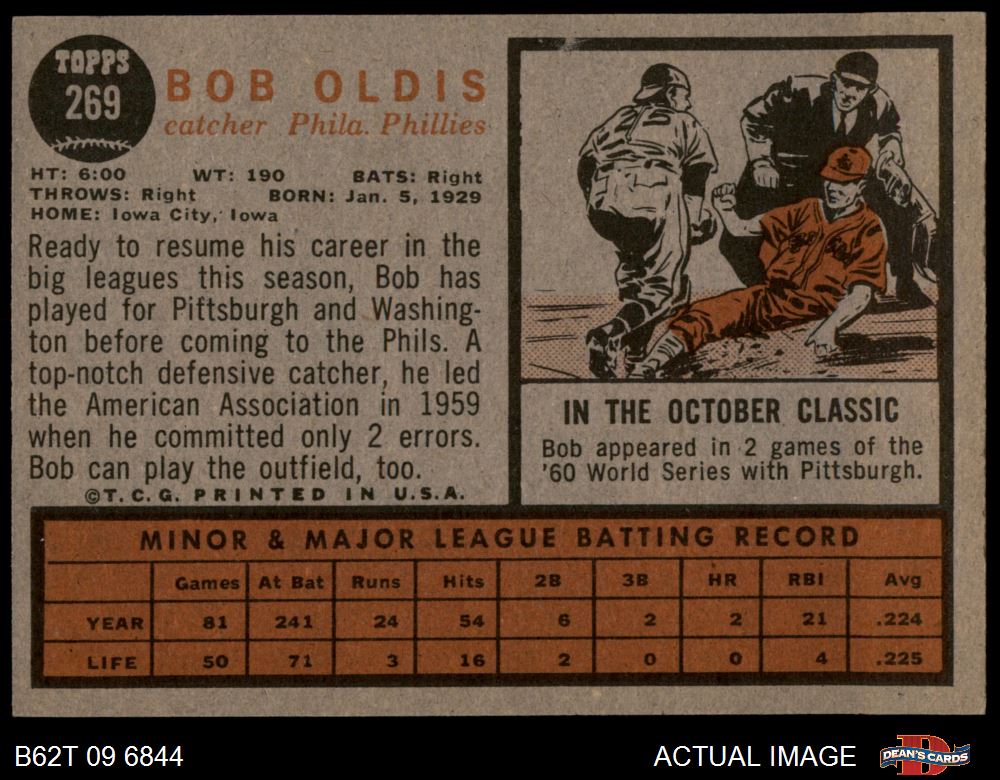 TOPPS
269
BOB OLDIS
catcher Phila. Phillies
HT: 6:00 WT: 190 BATS: Right
THROWS: Right BORN: Jan. 5, 1929
HOME: Iowa City, Iowa
Ready to resume his career in the
big leagues this season, Bob has
played for Pittsburgh and Washing-
ton before coming to the Phils. A
top-notch defensive catcher, he led
the American Association in 1959
when he committed only 2 errors.
Bob can play the outfield, too.
©T.C.G. PRINTED IN U.S.A.
IN THE OCTOBER CLASSIC
Bob appeared in 2 games of the
'60 World Series with Pittsburgh.
MINOR & MAJOR LEAGUE BATTING RECORD
Games At Bat Runs Hits 2B 3B HR RBI Avg
YEAR 81 241 24 54 6 2 2 21 .224
LIFE 50 71 3 16 2 0 0 4 .225
B62T 09 6844
ACTUAL IMAGE
DEAN'S CARDS